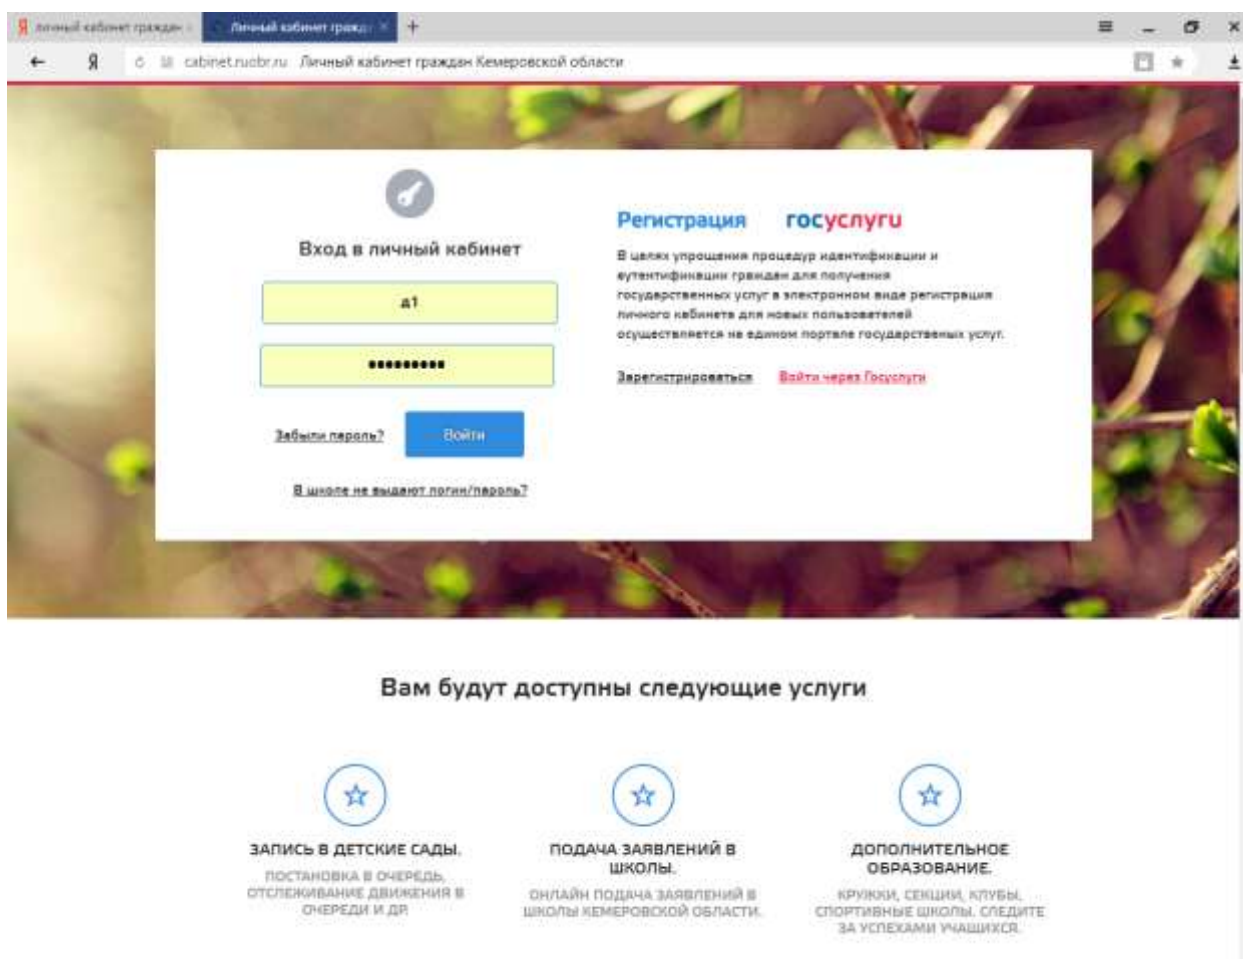 личный кабинет граждан
Личный кабинет гражд
cabinet.ruobr.ru Личный кабинет граждан Кемеровской области
Вход в личный кабинет
д1
•••••••••
Забыли пароль?
Войти
В школе не выдают логин/пароль?
Регистрация госуслуги
В целях упрощения процедур идентификации и
аутентификации граждан для получения
государственных услуг в электронном виде регистрация
личного кабинета для новых пользователей
осуществляется на едином портале государственых услуг.
Зарегистрироваться Войти через Госуслуги
Вам будут доступны следующие услуги
ЗАПИСЬ В ДЕТСКИЕ САДЫ.
ПОСТАНОВКА В ОЧЕРЕДЬ,
ОТСЛЕЖИВАНИЕ ДВИЖЕНИЯ В
ОЧЕРЕДИ И ДР.
ПОДАЧА ЗАЯВЛЕНИЙ В
ШКОЛЫ.
ОНЛАЙН ПОДАЧА ЗАЯВЛЕНИЙ В
ШКОЛЫ КЕМЕРОВСКОЙ ОБЛАСТИ.
ДОПОЛНИТЕЛЬНОЕ
ОБРАЗОВАНИЕ.
КРУЖКИ, СЕКЦИИ, КЛУБЫ,
СПОРТИВНЫЕ ШКОЛЫ. СЛЕДИТЕ
ЗА УСПЕХАМИ УЧАЩИХСЯ.